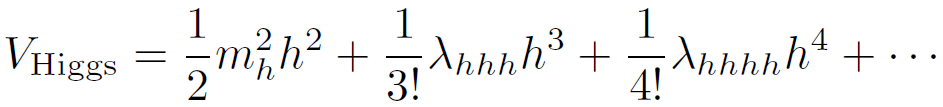 V_Higgs = 1/2 m_h^2 h^2 + 1/3! λ_hhh h^3 + 1/4! λ_hhhh h^4 + ⋯